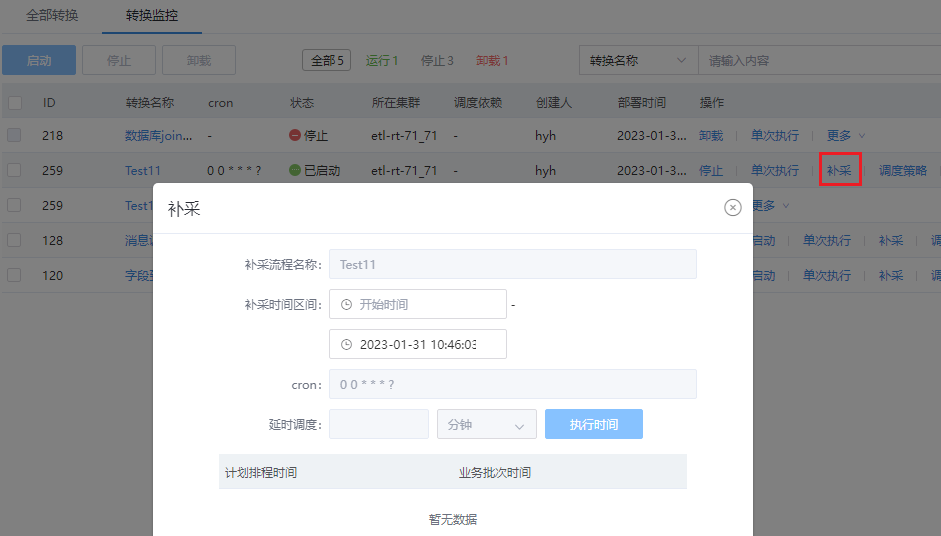 全部转换 转换监控
启动 停止 卸载 全部 5 运行 1 停止 3 卸载 1 转换名称 请输入内容
ID 转换名称 cron 状态 所在集群 调度依赖 创建人 部署时间 操作
218 数据库join... - 停止 etl-rt-71_71 - hyh 2023-01-3... 卸载 单次执行 更多
259 Test11 0 0 * * * ? 已启动 etl-rt-71_71 - hyh 2023-01-3... 停止 单次执行 补采 调度策略
259 Test1 更多
128 消息 启动 单次执行 补采 调
120 字段 启动 单次执行 补采 调
补采
补采流程名称: Test11
补采时间区间: 开始时间 -
2023-01-31 10:46:03
cron: 0 0 * * * ?
延时调度: 分钟 执行时间
计划排程时间 业务批次时间
暂无数据